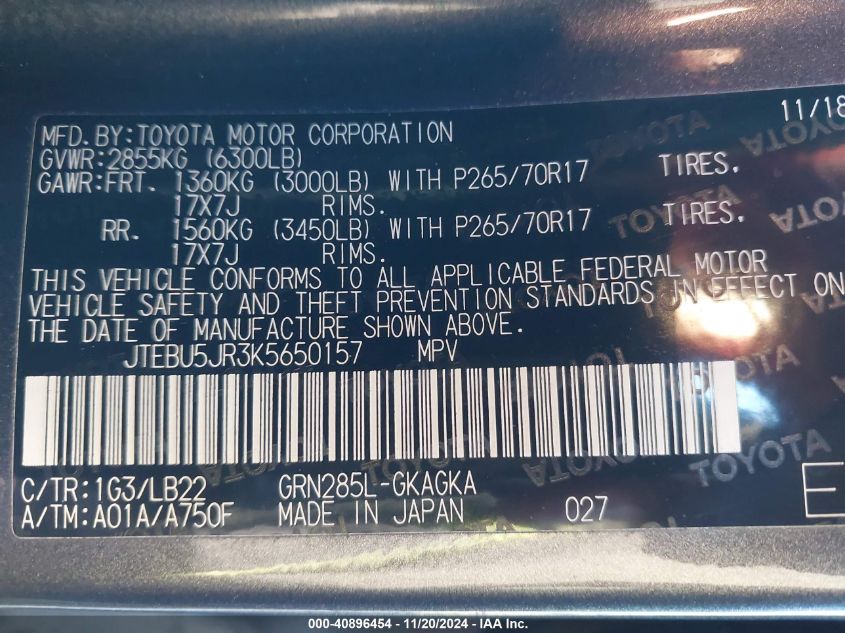 11/18
MFD. BY:TOYOTA MOTOR CORPORATION
GVWR:2855KG (6300LB)
GAWR:FRT. 1360KG (3000LB) WITH P265/70R17 TIRES.
17X7J RIMS.
RR. 1560KG (3450LB) WITH P265/70R17 TIRES.
17X7J RIMS.
THIS VEHICLE CONFORMS TO ALL APPLICABLE FEDERAL MOTOR
VEHICLE SAFETY AND THEFT PREVENTION STANDARDS IN EFFECT ON
THE DATE OF MANUFACTURE SHOWN ABOVE.
JTEBU5JR3K5650157 MPV
C/TR:1G3/LB22 GRN285L-GKAGKA
A/TM:A01A/A750F MADE IN JAPAN 027
E
TOYOTA
000-40896454 - 11/20/2024 - IAA Inc.